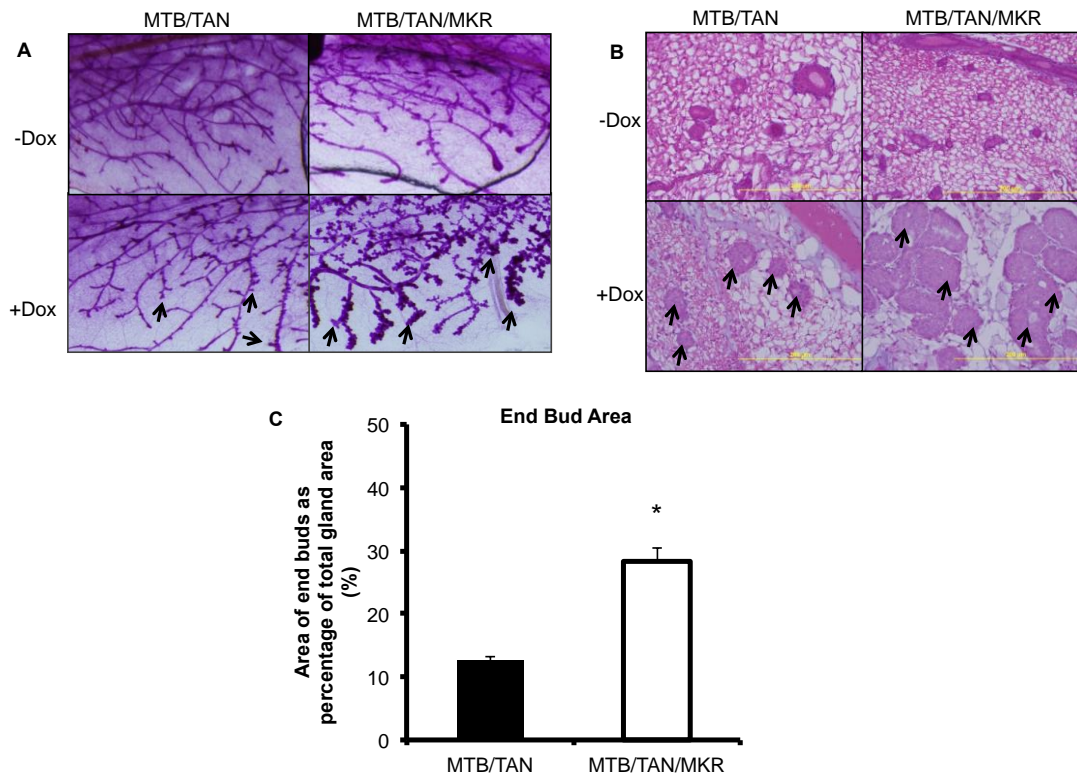 MTB/TAN MTB/TAN/MKR
A
-Dox
+Dox
MTB/TAN MTB/TAN/MKR
B
-Dox
+Dox
C
End Bud Area
Area of end buds as
percentage of total gland area
(%)
50
40
30
20
10
0
*
MTB/TAN MTB/TAN/MKR